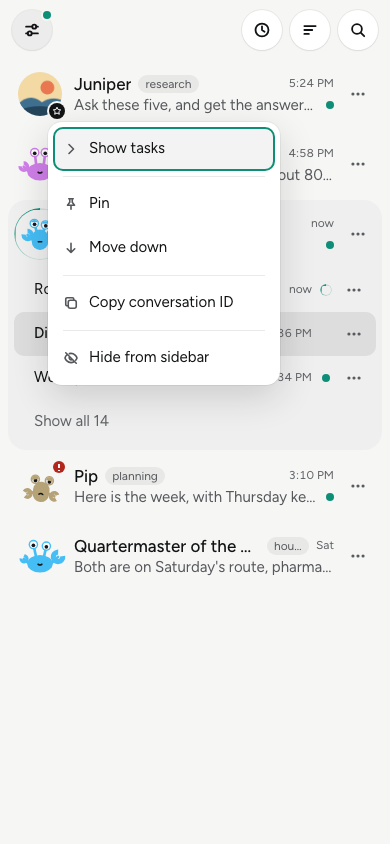 Juniper research 5:24 PM
Ask these five, and get the answer...
Show tasks
4:58 PM
Pin
out 80...
now
Move down
now
Copy conversation ID
36 PM
Hide from sidebar
34 PM
Show all 14
Pip planning 3:10 PM
Here is the week, with Thursday ke...
Quartermaster of the ... hou... Sat
Both are on Saturday's route, pharma...